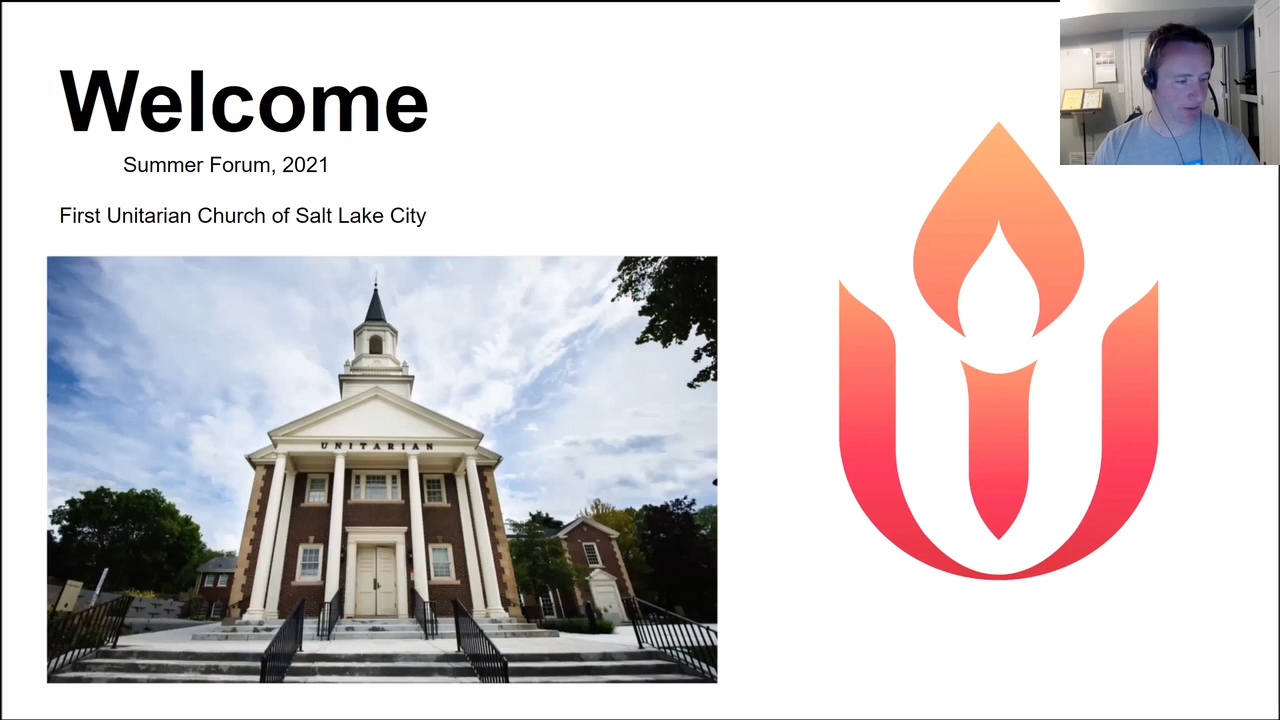 Welcome
Summer Forum, 2021
First Unitarian Church of Salt Lake City
UNITARIAN